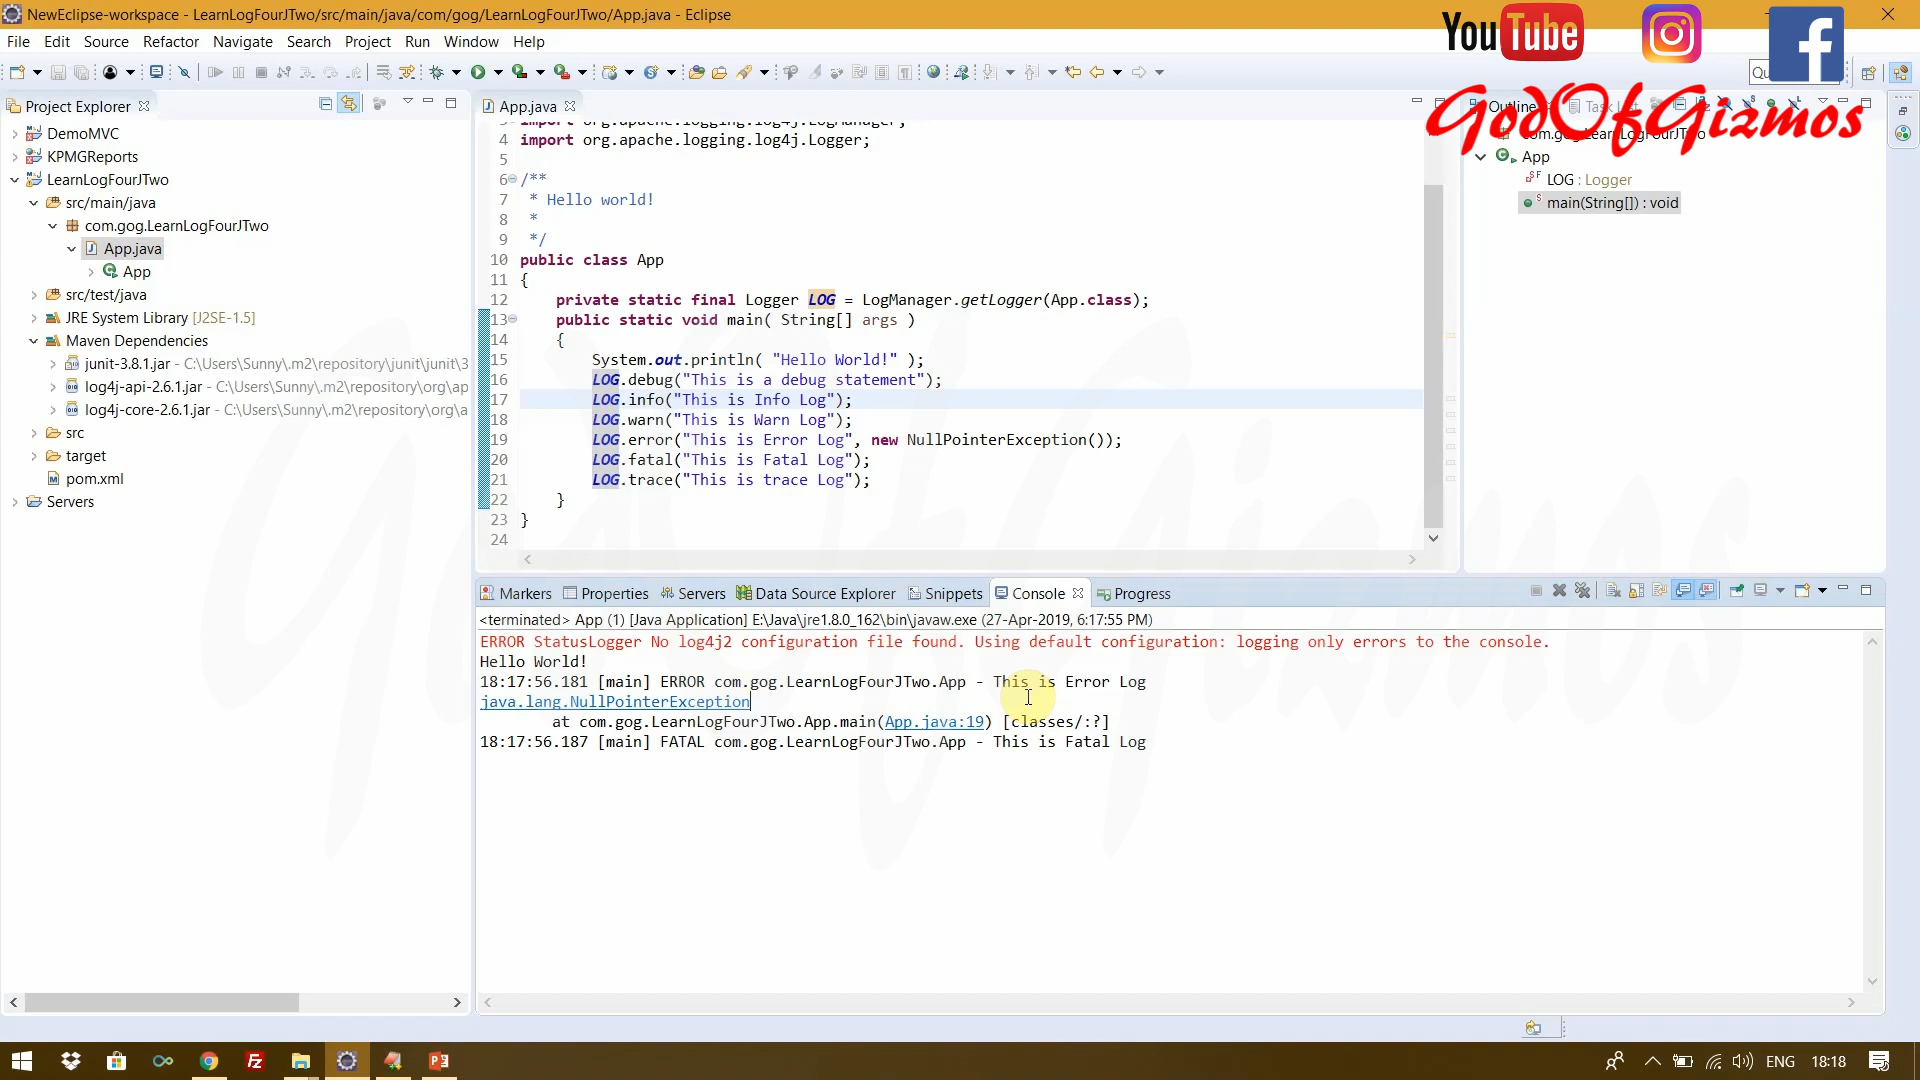 NewEclipse-workspace - LearnLogFourJTwo/src/main/java/com/gog/LearnLogFourJTwo/App.java - Eclipse
File Edit Source Refactor Navigate Search Project Run Window Help
YouTube
GodOfGizmos
Project Explorer
DemoMVC
KPMGReports
LearnLogFourJTwo
src/main/java
com.gog.LearnLogFourJTwo
App.java
App
src/test/java
JRE System Library [J2SE-1.5]
Maven Dependencies
junit-3.8.1.jar - C:\Users\Sunny\.m2\repository\junit\junit\3
log4j-api-2.6.1.jar - C:\Users\Sunny\.m2\repository\org\ap
log4j-core-2.6.1.jar - C:\Users\Sunny\.m2\repository\org\a
src
target
pom.xml
Servers
App.java
import org.apache.logging.log4j.LogManager;
4 import org.apache.logging.log4j.Logger;
5
6 /**
7 * Hello world!
8 *
9 */
10 public class App
11 {
12 private static final Logger LOG = LogManager.getLogger(App.class);
13 public static void main( String[] args )
14 {
15 System.out.println( "Hello World!" );
16 LOG.debug("This is a debug statement");
17 LOG.info("This is Info Log");
18 LOG.warn("This is Warn Log");
19 LOG.error("This is Error Log", new NullPointerException());
20 LOG.fatal("This is Fatal Log");
21 LOG.trace("This is trace Log");
22 }
23 }
24
Outline Task List
com.gog.LearnLogFourJTwo
App
LOG : Logger
main(String[]) : void
Markers Properties Servers Data Source Explorer Snippets Console Progress
<terminated> App (1) [Java Application] E:\Java\jre1.8.0_162\bin\javaw.exe (27-Apr-2019, 6:17:55 PM)
ERROR StatusLogger No log4j2 configuration file found. Using default configuration: logging only errors to the console.
Hello World!
18:17:56.181 [main] ERROR com.gog.LearnLogFourJTwo.App - This is Error Log
java.lang.NullPointerException
at com.gog.LearnLogFourJTwo.App.main(App.java:19) [classes/:?]
18:17:56.187 [main] FATAL com.gog.LearnLogFourJTwo.App - This is Fatal Log
ENG 18:18